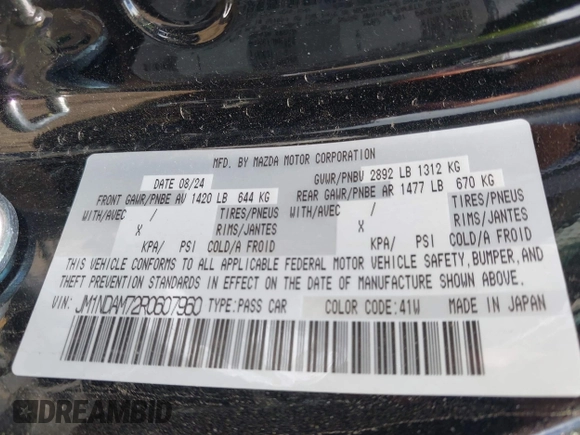 MFD. BY MAZDA MOTOR CORPORATION
DATE 08/24 GVWR/PNBV 2892 LB 1312 KG
FRONT GAWR/PNBE AV 1420 LB 644 KG REAR GAWR/PNBE AR 1477 LB 670 KG
WITH/AVEC / TIRES/PNEUS WITH/AVEC / TIRES/PNEUS
X RIMS/JANTES X RIMS/JANTES
KPA/ PSI COLD/A FROID KPA/ PSI COLD/A FROID
THIS VEHICLE CONFORMS TO ALL APPLICABLE FEDERAL MOTOR VEHICLE SAFETY, BUMPER, AND
THEFT PREVENTION STANDARDS IN EFFECT ON THE DATE OF MANUFACTURE SHOWN ABOVE.
VIN: JM1NDAM72R0607960 TYPE: PASS CAR COLOR CODE: 41W MADE IN JAPAN
DREAMBID